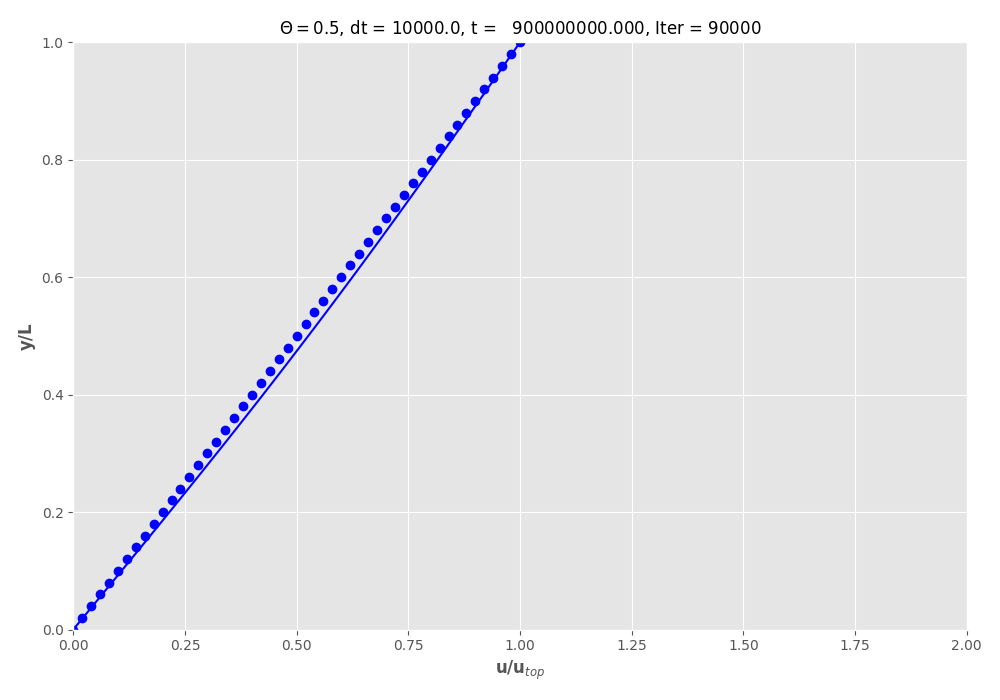 Θ = 0.5, dt = 10000.0, t =   900000000.000, Iter = 90000
1.0
0.8
0.6
0.4
0.2
0.0
y/L
0.00 0.25 0.50 0.75 1.00 1.25 1.50 1.75 2.00
u/u_top